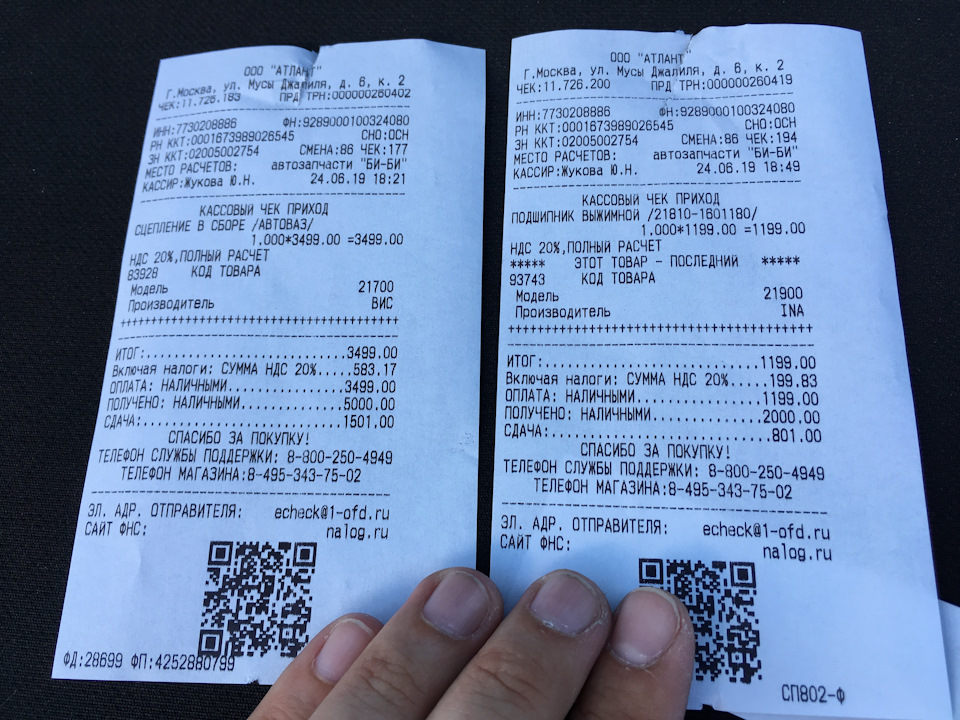 ООО "АТЛАНТ"
Г.Москва, ул. Мусы Джалиля, д. 6, к. 2
ЧЕК:11.726.183 ПРД ТРН:000000260402
ИНН:7730208886 ФН:9289000100324080
РН ККТ:0001673989026545 СНО:ОСН
ЗН ККТ:02005002754 СМЕНА:86 ЧЕК:177
МЕСТО РАСЧЕТОВ: автозапчасти "БИ-БИ"
КАССИР:Жукова Ю.Н. 24.06.19 18:21
КАССОВЫЙ ЧЕК ПРИХОД
СЦЕПЛЕНИЕ В СБОРЕ /АВТОВАЗ/
1.000*3499.00 =3499.00
НДС 20%,ПОЛНЫЙ РАСЧЕТ
83928 КОД ТОВАРА
Модель 21700
Производитель ВИС
++++++++++++++++++++++++++++++++++++++++
ИТОГ:.............................3499.00
Включая налоги: СУММА НДС 20%.....583.17
ОПЛАТА: НАЛИЧНЫМИ................3499.00
ПОЛУЧЕНО: НАЛИЧНЫМИ..............5000.00
СДАЧА:............................1501.00
СПАСИБО ЗА ПОКУПКУ!
ТЕЛЕФОН СЛУЖБЫ ПОДДЕРЖКИ: 8-800-250-4949
ТЕЛЕФОН МАГАЗИНА:8-495-343-75-02
ЭЛ. АДР. ОТПРАВИТЕЛЯ: echeck@1-ofd.ru
САЙТ ФНС: nalog.ru
ФД:28699 ФП:4252880799
ООО "АТЛАНТ"
Г.Москва, ул. Мусы Джалиля, д. 6, к. 2
ЧЕК:11.726.200 ПРД ТРН:000000260419
ИНН:7730208886 ФН:9289000100324080
РН ККТ:0001673989026545 СНО:ОСН
ЗН ККТ:02005002754 СМЕНА:86 ЧЕК:194
МЕСТО РАСЧЕТОВ: автозапчасти "БИ-БИ"
КАССИР:Жукова Ю.Н. 24.06.19 18:49
КАССОВЫЙ ЧЕК ПРИХОД
ПОДШИПНИК ВЫЖИМНОЙ /21810-1601180/
1.000*1199.00 =1199.00
НДС 20%,ПОЛНЫЙ РАСЧЕТ
***** ЭТОТ ТОВАР - ПОСЛЕДНИЙ *****
93743 КОД ТОВАРА
Модель 21900
Производитель INA
++++++++++++++++++++++++++++++++++++++++
ИТОГ:.............................1199.00
Включая налоги: СУММА НДС 20%.....199.83
ОПЛАТА: НАЛИЧНЫМИ................1199.00
ПОЛУЧЕНО: НАЛИЧНЫМИ..............2000.00
СДАЧА:.............................801.00
СПАСИБО ЗА ПОКУПКУ!
ТЕЛЕФОН СЛУЖБЫ ПОДДЕРЖКИ: 8-800-250-4949
ТЕЛЕФОН МАГАЗИНА:8-495-343-75-02
ЭЛ. АДР. ОТПРАВИТЕЛЯ: echeck@1-ofd.ru
САЙТ ФНС: nalog.ru
СП802-Ф